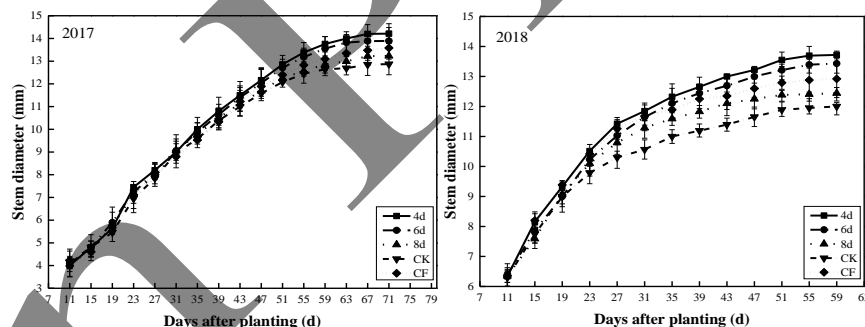 2017
Stem diameter (mm)
15
14
13
12
11
10
9
8
7
6
5
4
3
4d
6d
8d
CK
CF
7 11 15 19 23 27 31 35 39 43 47 51 55 59 63 67 71 75 79
Days after planting (d)
2018
Stem diameter (mm)
15
14
13
12
11
10
9
8
7
6
4d
6d
8d
CK
CF
7 11 15 19 23 27 31 35 39 43 47 51 55 59
Days after planting (d)